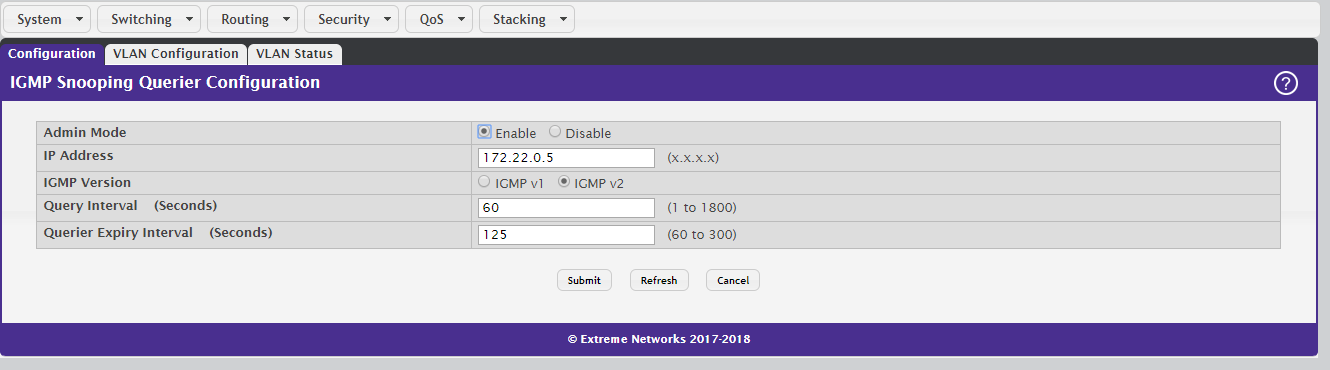 System Switching Routing Security QoS Stacking
Configuration VLAN Configuration VLAN Status
IGMP Snooping Querier Configuration ?
Admin Mode Enable Disable
IP Address 172.22.0.5 (x.x.x.x)
IGMP Version IGMP v1 IGMP v2
Query Interval (Seconds) 60 (1 to 1800)
Querier Expiry Interval (Seconds) 125 (60 to 300)
Submit Refresh Cancel
© Extreme Networks 2017-2018